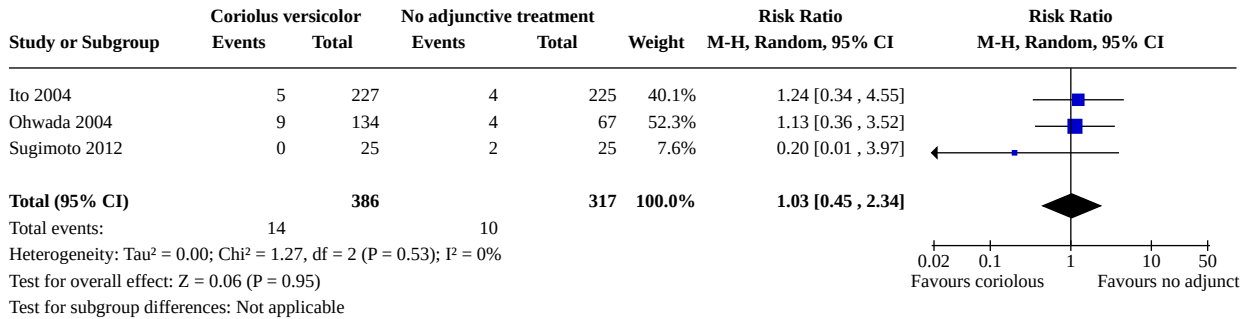 Coriolus versicolor No adjunctive treatment Risk Ratio Risk Ratio
Study or Subgroup Events Total Events Total Weight M-H, Random, 95% CI M-H, Random, 95% CI
Ito 2004 5 227 4 225 40.1% 1.24 [0.34 , 4.55]
Ohwada 2004 9 134 4 67 52.3% 1.13 [0.36 , 3.52]
Sugimoto 2012 0 25 2 25 7.6% 0.20 [0.01 , 3.97]
Total (95% CI) 386 317 100.0% 1.03 [0.45 , 2.34]
Total events: 14 10
Heterogeneity: Tau² = 0.00; Chi² = 1.27, df = 2 (P = 0.53); I² = 0%
0.02 0.1 1 10 50
Test for overall effect: Z = 0.06 (P = 0.95) Favours coriolous Favours no adjunct
Test for subgroup differences: Not applicable